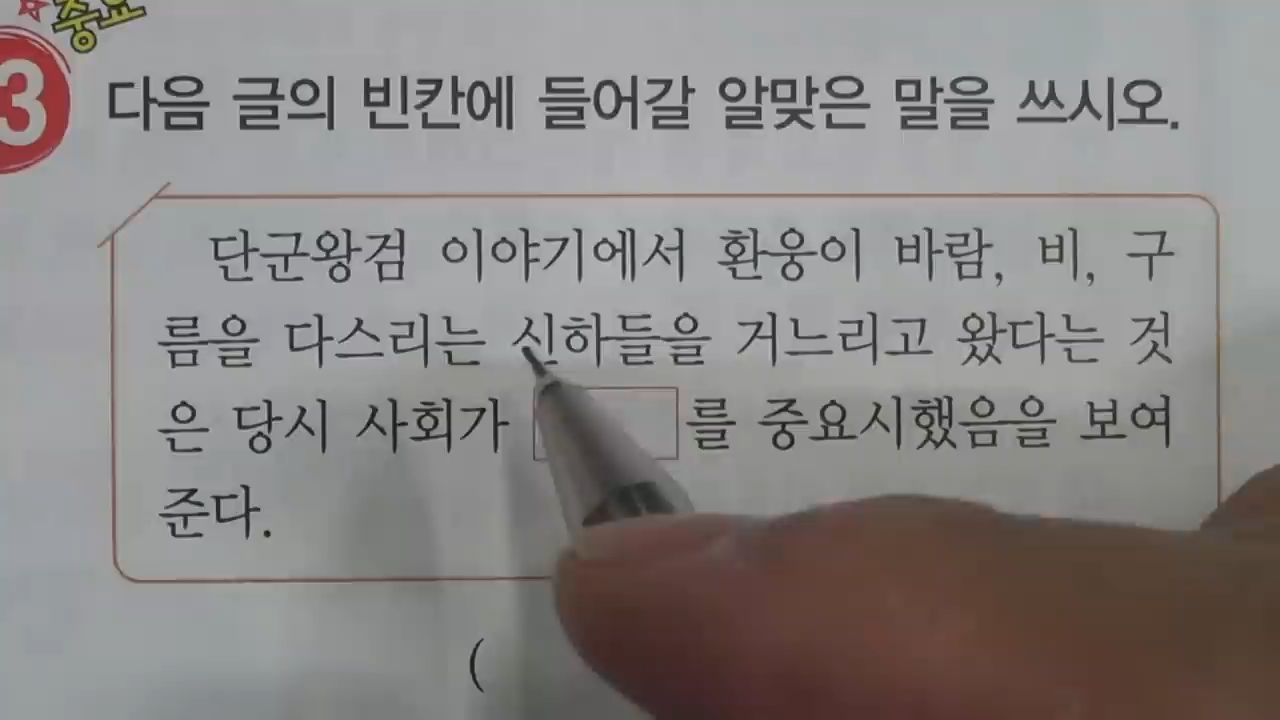 중요
3 다음 글의 빈칸에 들어갈 알맞은 말을 쓰시오.
단군왕검 이야기에서 환웅이 바람, 비, 구
름을 다스리는 신하들을 거느리고 왔다는 것
은 당시 사회가 를 중요시했음을 보여
준다.
(